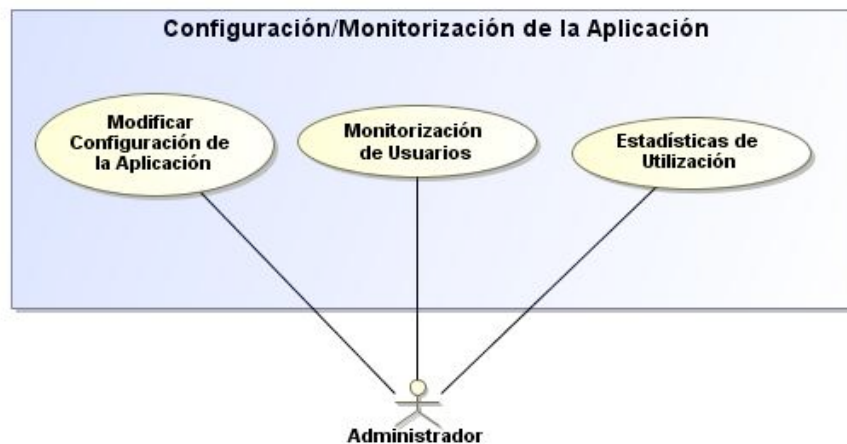 Configuración/Monitorización de la Aplicación
Modificar
Configuración de
la Aplicación
Monitorización
de Usuarios
Estadísticas de
Utilización
Administrador